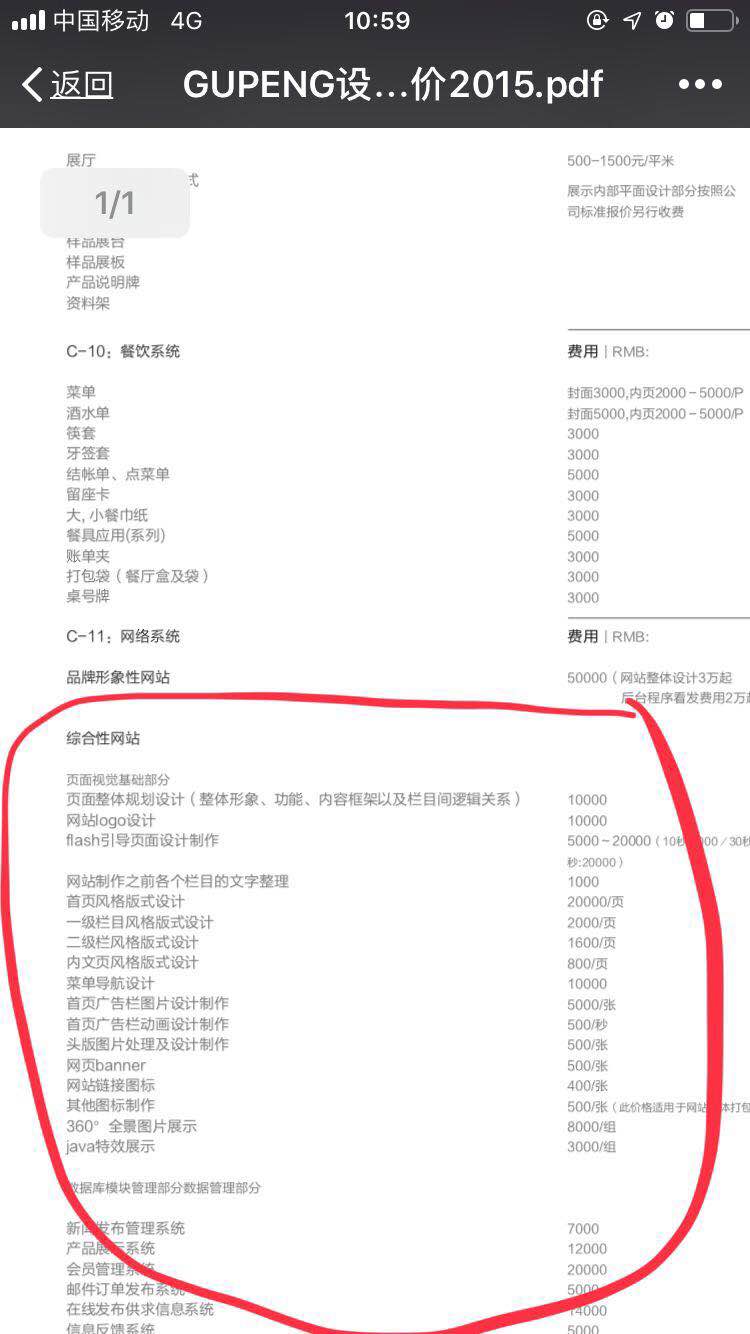 中国移动 4G 10:59
返回 GUPENG设...价2015.pdf
展厅 500-1500元/平米
1/1 式 展示内部平面设计部分按照公
司标准报价另行收费
样品展台
样品展板
产品说明牌
资料架
C-10：餐饮系统 费用 | RMB:
菜单 封面3000,内页2000-5000/P
酒水单 封面5000,内页2000-5000/P
筷套 3000
牙签套 3000
结帐单、点菜单 5000
留座卡 3000
大, 小餐巾纸 3000
餐具应用(系列) 5000
账单夹 3000
打包袋（餐厅盒及袋） 3000
桌号牌 3000
C-11：网络系统 费用 | RMB:
品牌形象性网站 50000（网站整体设计3万起
后台程序看发费用2万起
综合性网站
页面视觉基础部分
页面整体规划设计（整体形象、功能、内容框架以及栏目间逻辑关系） 10000
网站logo设计 10000
flash引导页面设计制作 5000~20000（10秒 000／30秒
秒:20000）
网站制作之前各个栏目的文字整理 1000
首页风格版式设计 20000/页
一级栏目风格版式设计 2000/页
二级栏风格版式设计 1600/页
内文页风格版式设计 800/页
菜单导航设计 10000
首页广告栏图片设计制作 5000/张
首页广告栏动画设计制作 500/秒
头版图片处理及设计制作 500/张
网页banner 500/张
网站链接图标 400/张
其他图标制作 500/张（此价格适用于网站 体打包
360° 全景图片展示 8000/组
java特效展示 3000/组
数据库模块管理部分数据管理部分
新闻发布管理系统 7000
产品展示系统 12000
会员管理系统 20000
邮件订单发布系统 5000
在线发布供求信息系统 14000
信息反馈系统 5000